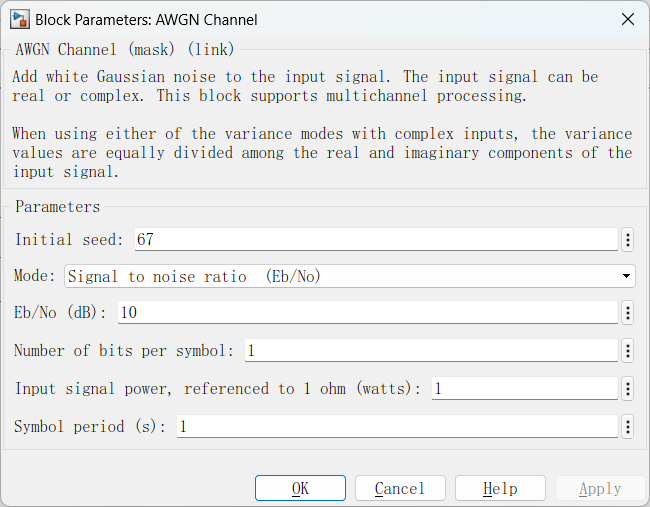 Block Parameters: AWGN Channel
AWGN Channel (mask) (link)
Add white Gaussian noise to the input signal. The input signal can be
real or complex. This block supports multichannel processing.
When using either of the variance modes with complex inputs, the variance
values are equally divided among the real and imaginary components of the
input signal.
Parameters
Initial seed: 67
Mode: Signal to noise ratio  (Eb/No)
Eb/No (dB): 10
Number of bits per symbol: 1
Input signal power, referenced to 1 ohm (watts): 1
Symbol period (s): 1
OK Cancel Help Apply